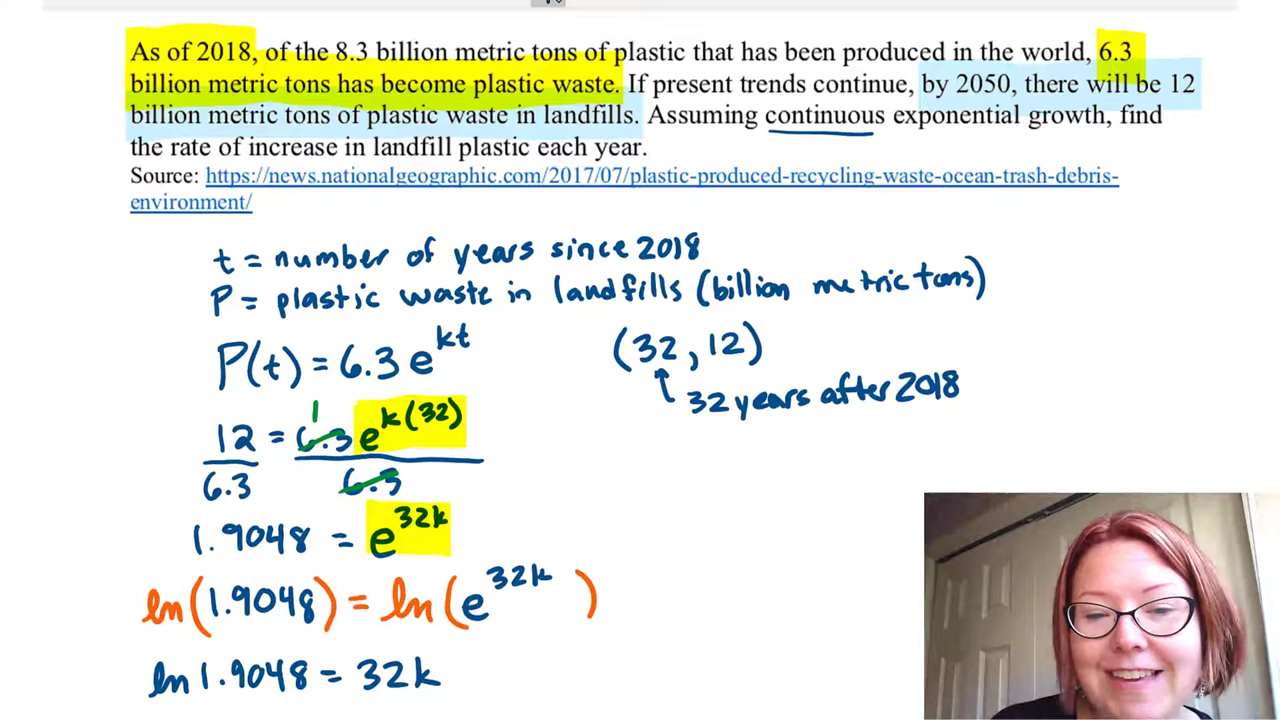 As of 2018, of the 8.3 billion metric tons of plastic that has been produced in the world, 6.3
billion metric tons has become plastic waste. If present trends continue, by 2050, there will be 12
billion metric tons of plastic waste in landfills. Assuming continuous exponential growth, find
the rate of increase in landfill plastic each year.
Source: https://news.nationalgeographic.com/2017/07/plastic-produced-recycling-waste-ocean-trash-debris-
environment/
t = number of years since 2018
P = plastic waste in landfills (billion metric tons)
P(t) = 6.3 e^kt
(32, 12)
32 years after 2018
1
12 = 6.3 e^k(32)
6.3 6.3
1.9048 = e^32k
ln(1.9048) = ln(e^32k )
ln 1.9048 = 32k